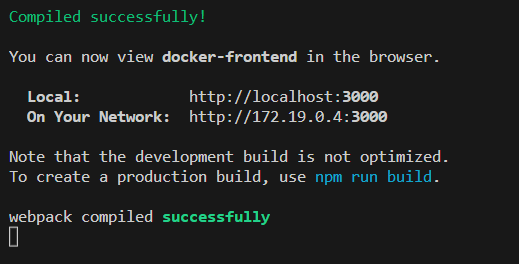 Compiled successfully!
You can now view docker-frontend in the browser.
Local: http://localhost:3000
On Your Network: http://172.19.0.4:3000
Note that the development build is not optimized.
To create a production build, use npm run build.
webpack compiled successfully